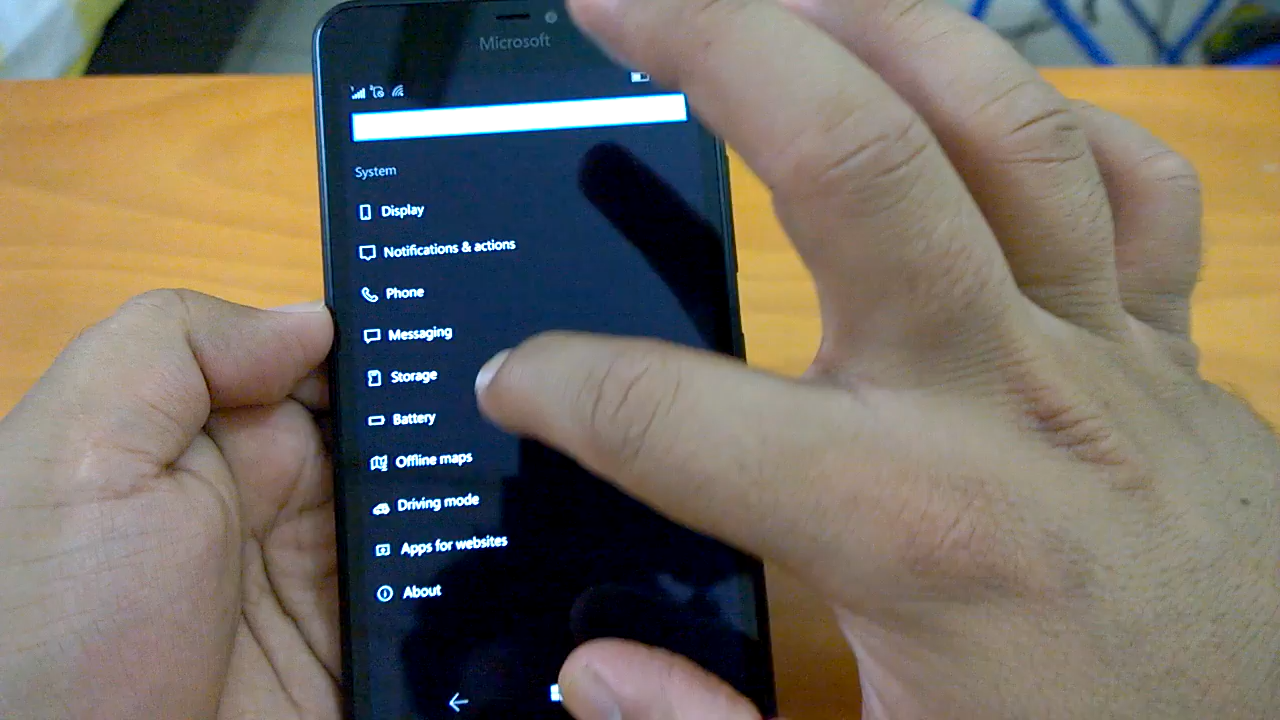 Microsoft
System
Display
Notifications & actions
Phone
Messaging
Storage
Battery
Offline maps
Driving mode
Apps for websites
About